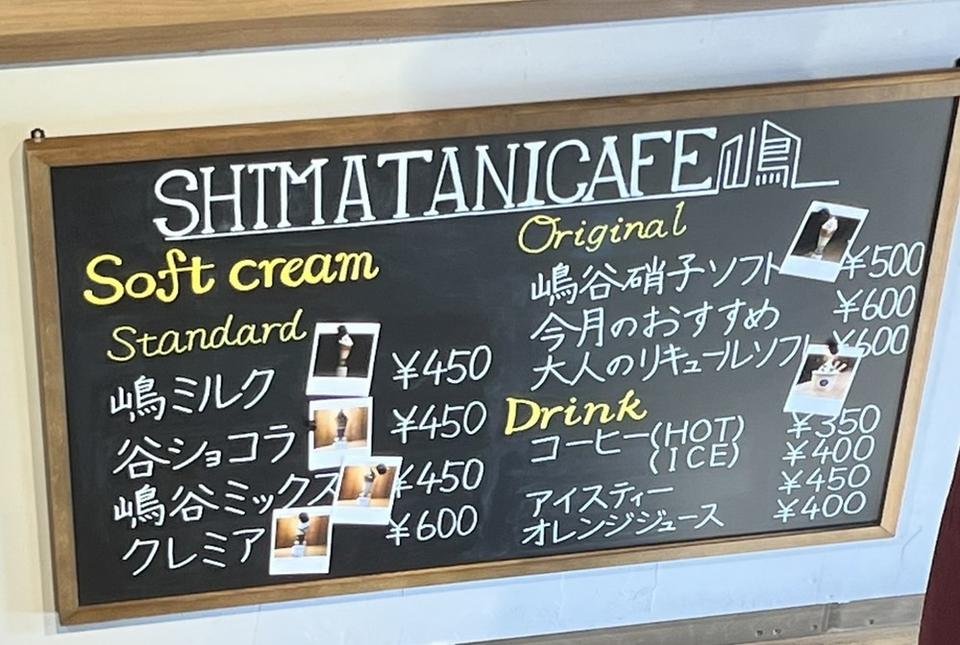 SHIMATANICAFE
Soft cream
Standard
嶋ミルク ¥450
谷ショコラ ¥450
嶋谷ミックス ¥450
クレミア ¥600
Original
嶋谷硝子ソフト ¥500
今月のおすすめ ¥600
大人のリキュールソフト ¥600
Drink
コーヒー(HOT) ¥350
(ICE) ¥400
アイスティー ¥450
オレンジジュース ¥400